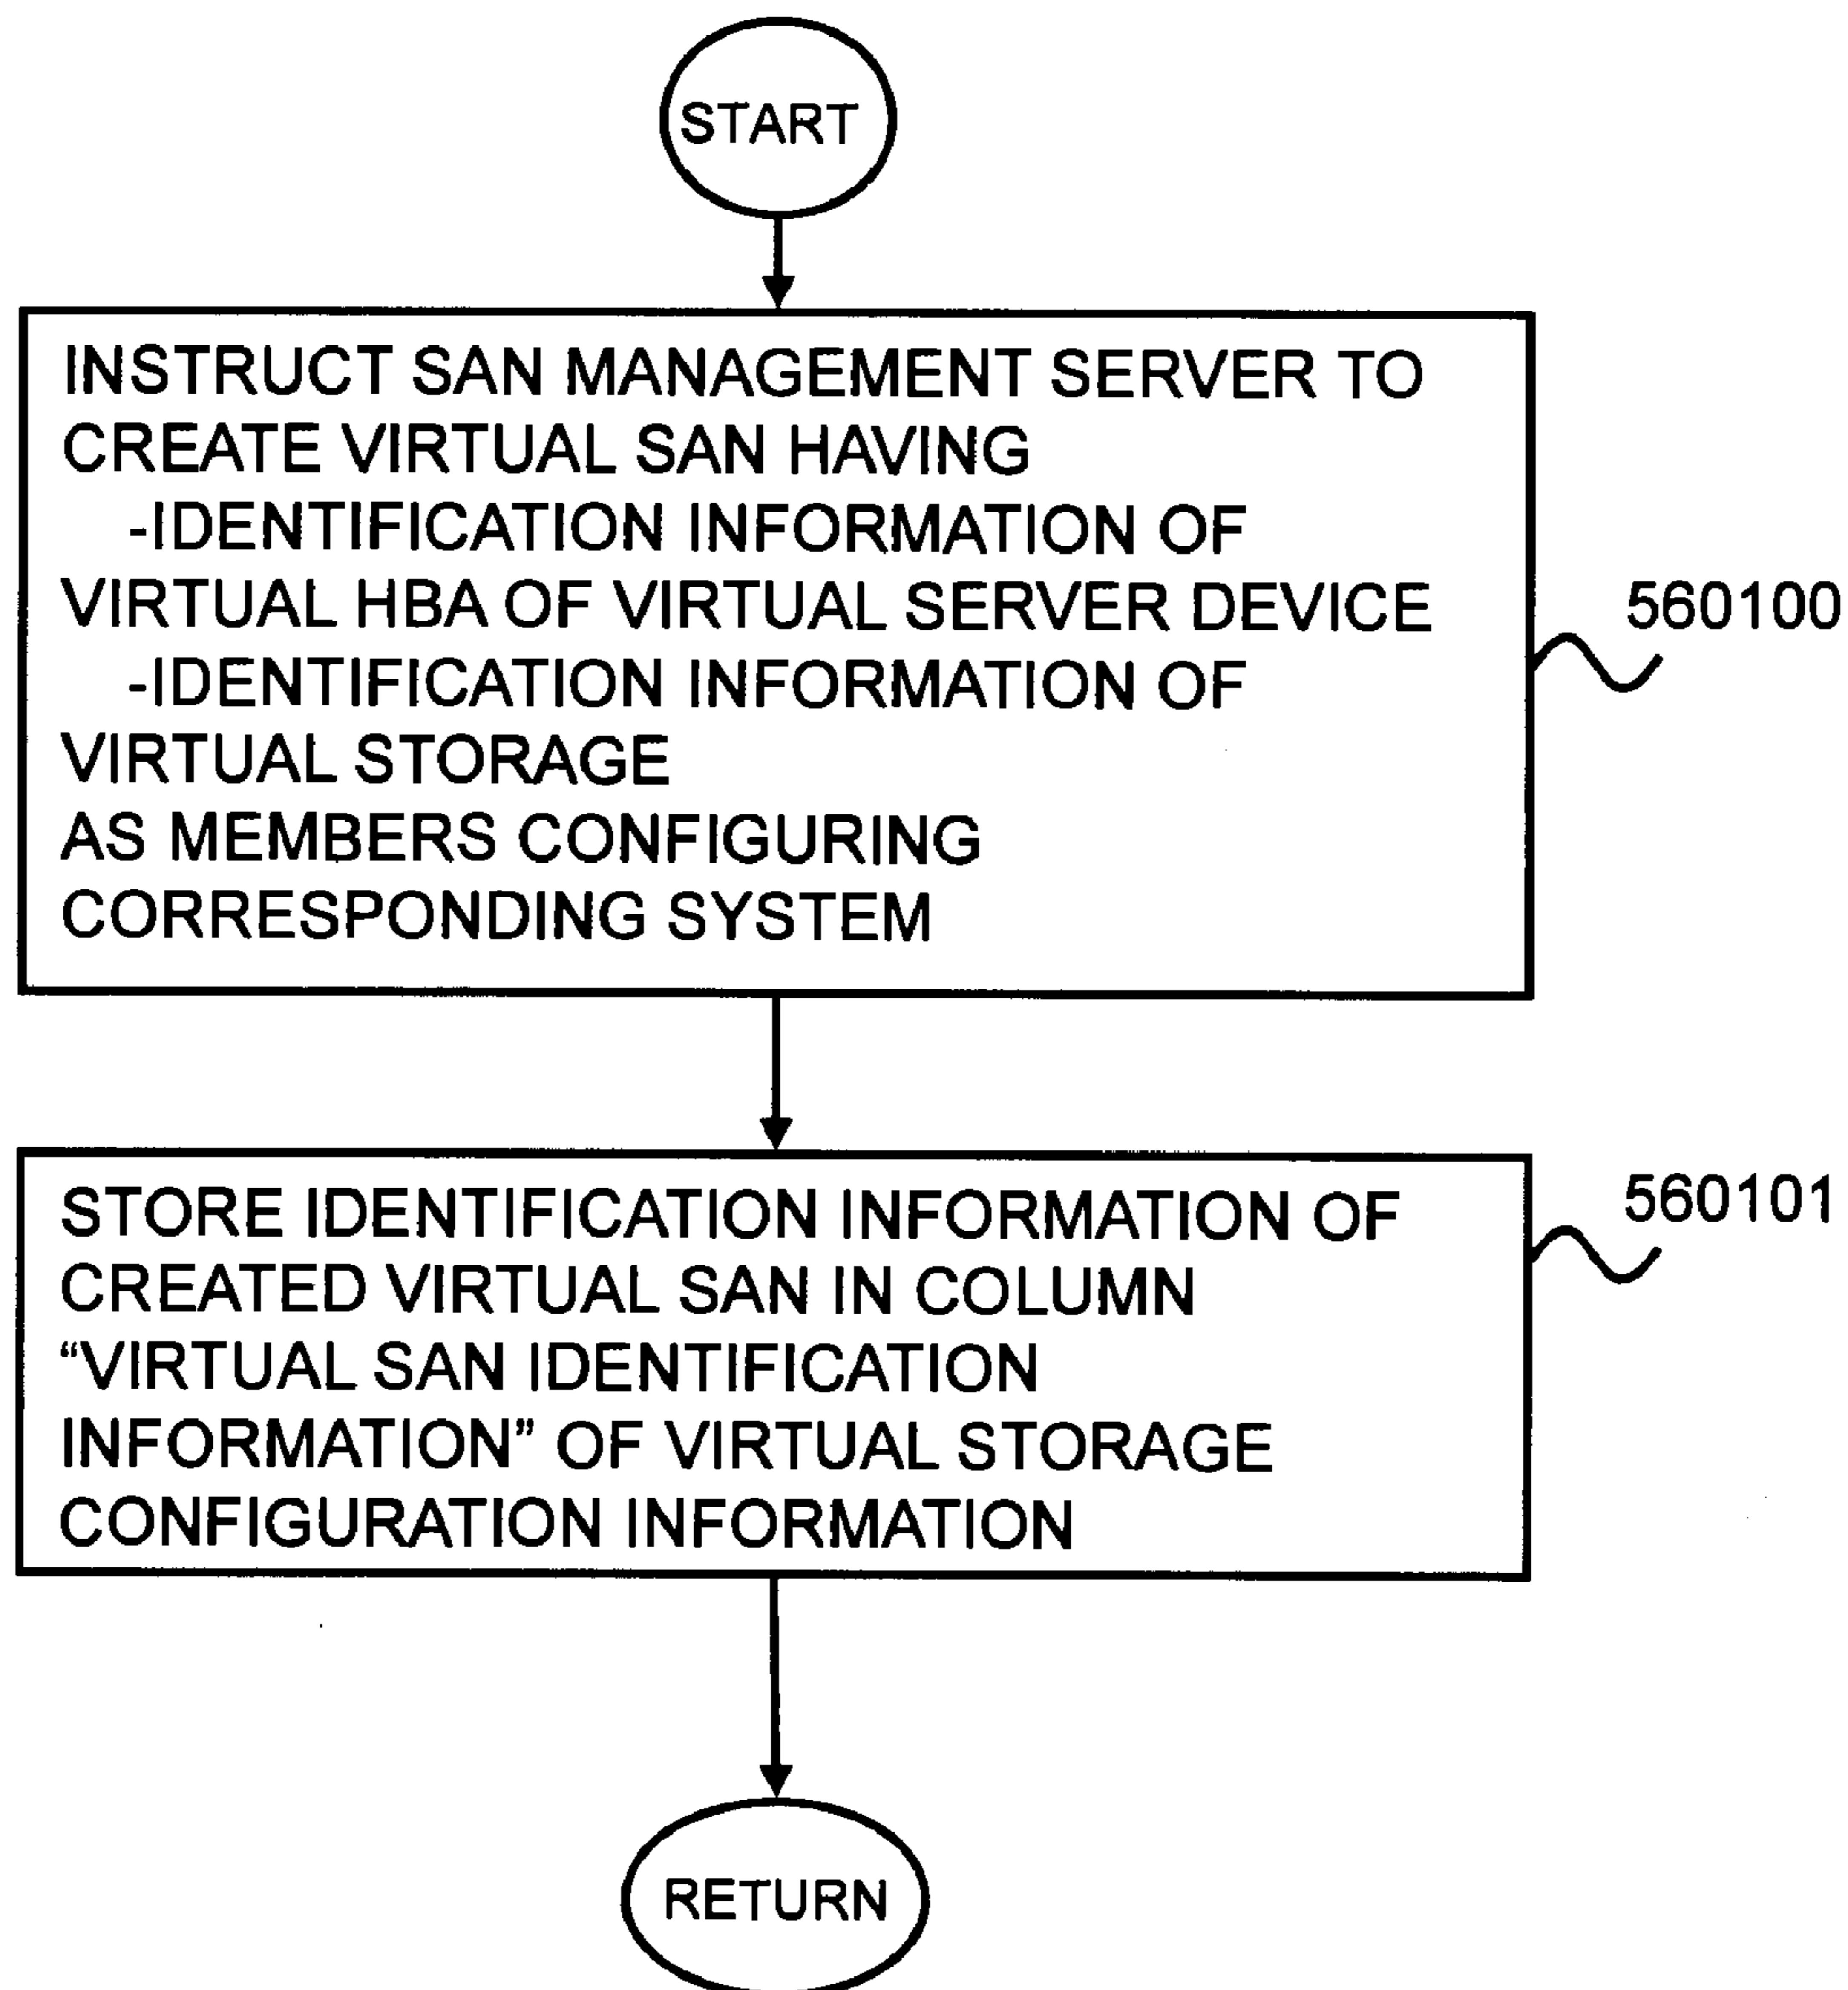 START
INSTRUCT SAN MANAGEMENT SERVER TO
CREATE VIRTUAL SAN HAVING
-IDENTIFICATION INFORMATION OF
VIRTUAL HBA OF VIRTUAL SERVER DEVICE
-IDENTIFICATION INFORMATION OF
VIRTUAL STORAGE
AS MEMBERS CONFIGURING
CORRESPONDING SYSTEM
560100
STORE IDENTIFICATION INFORMATION OF
CREATED VIRTUAL SAN IN COLUMN
“VIRTUAL SAN IDENTIFICATION
INFORMATION” OF VIRTUAL STORAGE
CONFIGURATION INFORMATION
560101
RETURN